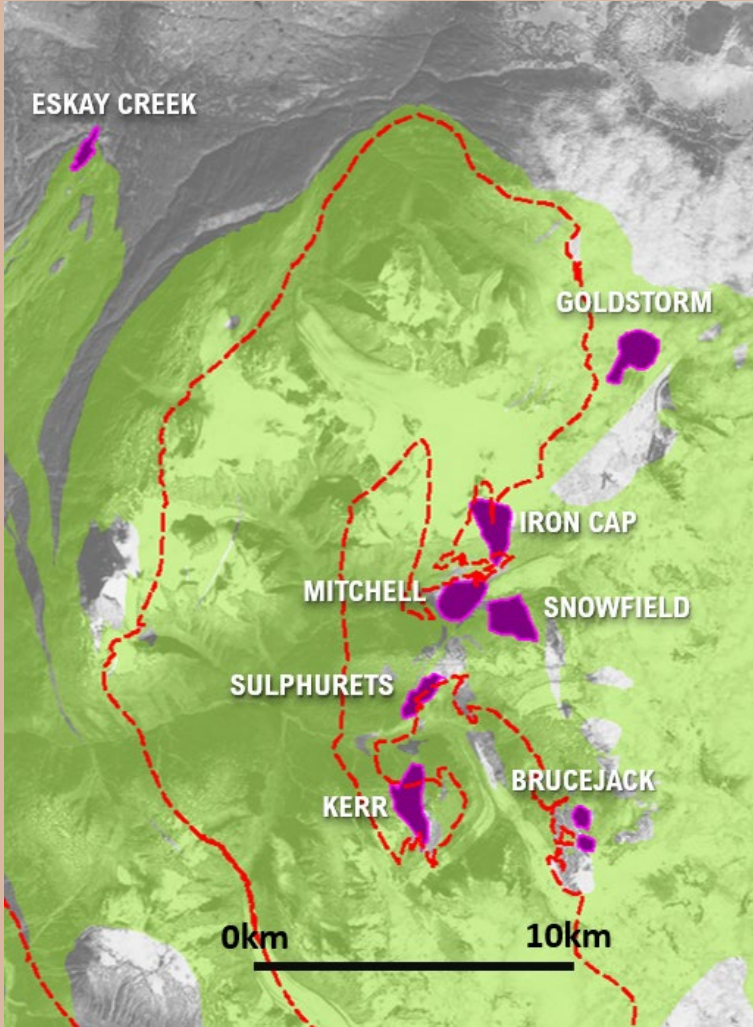 ESKAY CREEK
GOLDSTORM
IRON CAP
MITCHELL
SNOWFIELD
SULPHURETS
BRUCEJACK
KERR
0km 10km